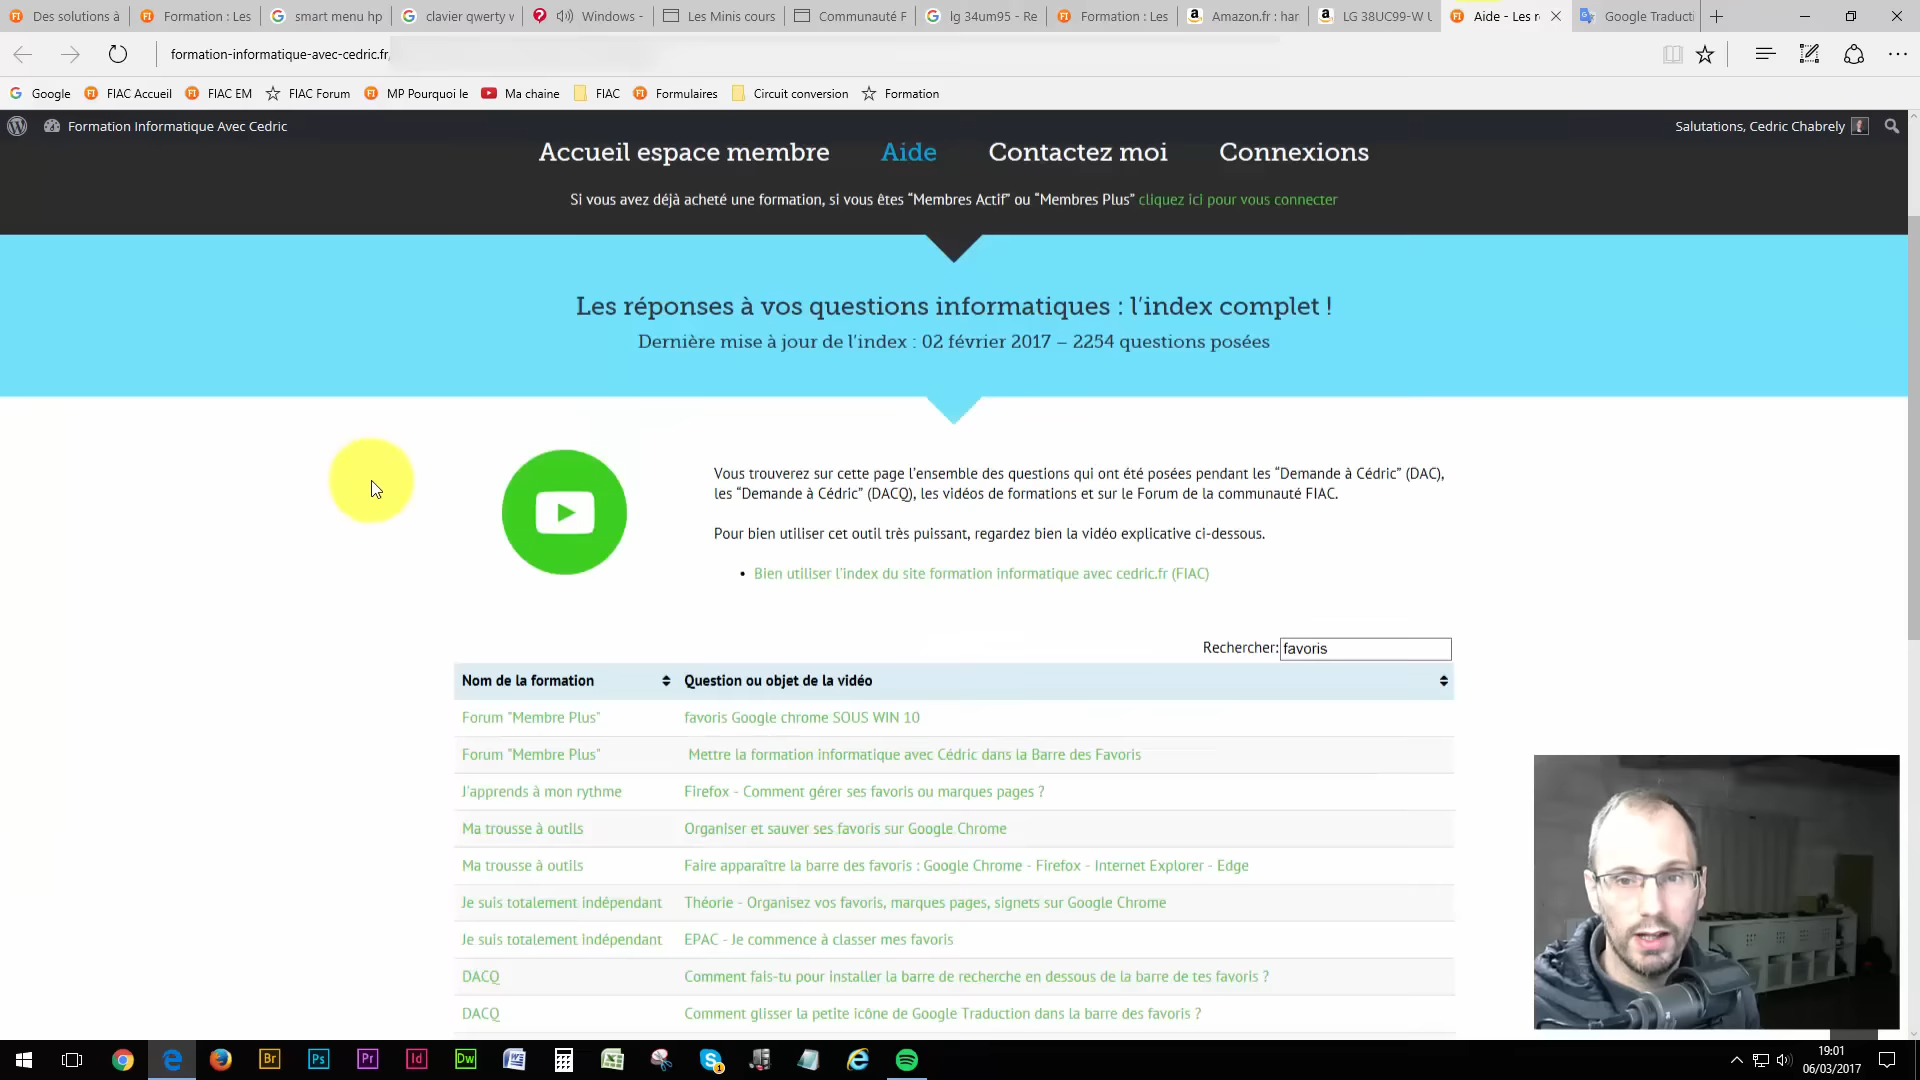 Des solutions à
Formation : Les
smart menu hp
clavier qwerty v
Windows -
Les Minis cours
Communauté F
lg 34um95 - Re
Formation : Les
Amazon.fr : har
LG 38UC99-W U
Aide - Les r
Google Traducti
formation-informatique-avec-cedric.fr
Google
FIAC Accueil
FIAC EM
FIAC Forum
MP Pourquoi le
Ma chaine
FIAC
Formulaires
Circuit conversion
Formation
Formation Informatique Avec Cedric
Salutations, Cedric Chabrely
Accueil espace membre
Aide
Contactez moi
Connexions
Si vous avez déjà acheté une formation, si vous êtes “Membres Actif” ou “Membres Plus” cliquez ici pour vous connecter
Les réponses à vos questions informatiques : l’index complet !
Dernière mise à jour de l’index : 02 février 2017 – 2254 questions posées
Vous trouverez sur cette page l’ensemble des questions qui ont été posées pendant les “Demande à Cédric” (DAC),
les “Demande à Cédric” (DACQ), les vidéos de formations et sur le Forum de la communauté FIAC.
Pour bien utiliser cet outil très puissant, regardez bien la vidéo explicative ci-dessous.
• Bien utiliser l’index du site formation informatique avec cedric.fr (FIAC)
Rechercher: favoris
Nom de la formation Question ou objet de la vidéo
Forum "Membre Plus" favoris Google chrome SOUS WIN 10
Forum "Membre Plus" Mettre la formation informatique avec Cédric dans la Barre des Favoris
J'apprends à mon rythme Firefox - Comment gérer ses favoris ou marques pages ?
Ma trousse à outils Organiser et sauver ses favoris sur Google Chrome
Ma trousse à outils Faire apparaître la barre des favoris : Google Chrome - Firefox - Internet Explorer - Edge
Je suis totalement indépendant Théorie - Organisez vos favoris, marques pages, signets sur Google Chrome
Je suis totalement indépendant EPAC - Je commence à classer mes favoris
DACQ Comment fais-tu pour installer la barre de recherche en dessous de la barre de tes favoris ?
DACQ Comment glisser la petite icône de Google Traduction dans la barre des favoris ?
Br
Ps
Pr
Id
Dw
19:01
06/03/2017